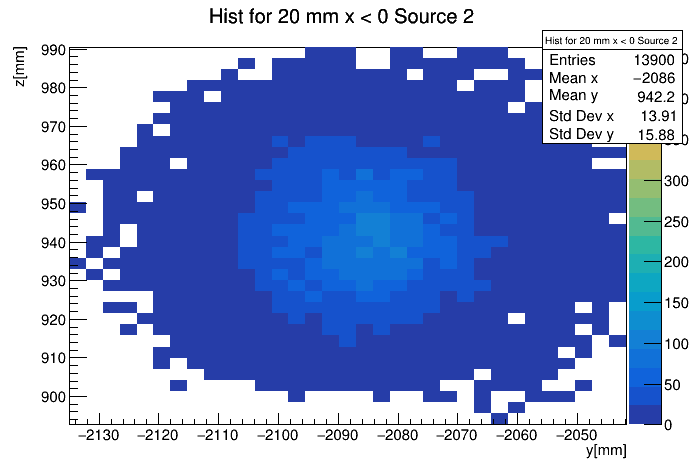 Hist for 20 mm x < 0 Source 2
Hist for 20 mm x < 0 Source 2
Entries 13900
Mean x −2086
Mean y 942.2
Std Dev x 13.91
Std Dev y 15.88
z[mm]
990
980
970
960
950
940
930
920
910
900
−2130 −2120 −2110 −2100 −2090 −2080 −2070 −2060 −2050
y[mm]
300
250
200
150
100
50
0